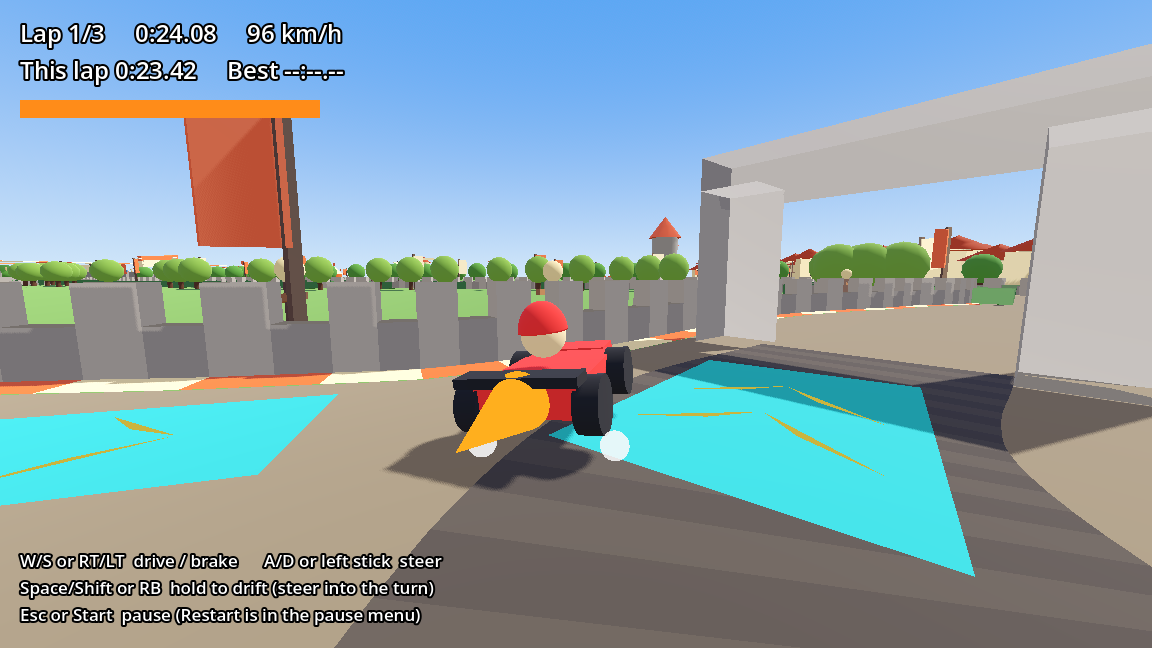 Lap 1/3 0:24.08 96 km/h
This lap 0:23.42 Best --:--.--
W/S or RT/LT drive / brake A/D or left stick steer
Space/Shift or RB hold to drift (steer into the turn)
Esc or Start pause (Restart is in the pause menu)